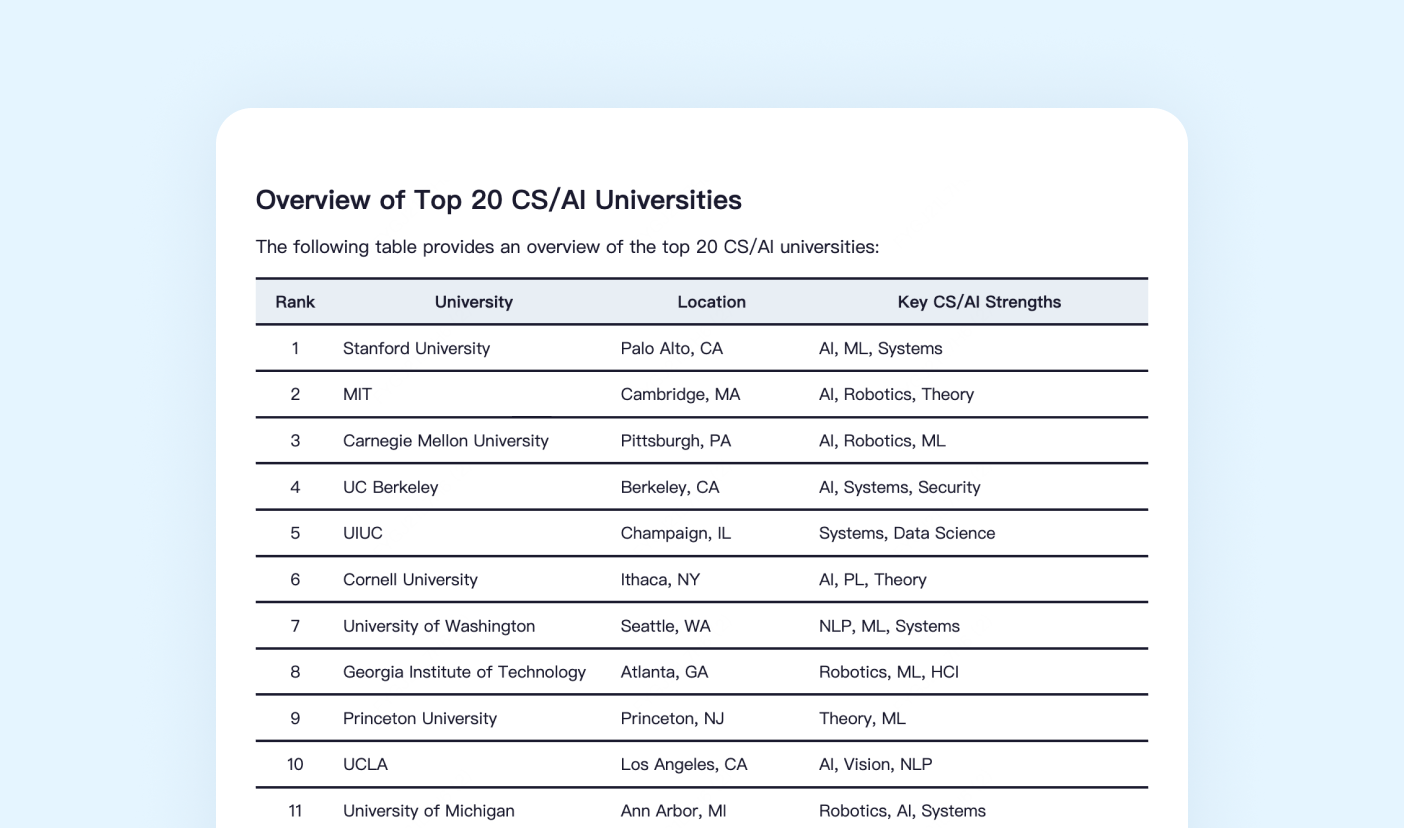 Overview of Top 20 CS/AI Universities
The following table provides an overview of the top 20 CS/AI universities:
Rank University Location Key CS/AI Strengths
1 Stanford University Palo Alto, CA AI, ML, Systems
2 MIT Cambridge, MA AI, Robotics, Theory
3 Carnegie Mellon University Pittsburgh, PA AI, Robotics, ML
4 UC Berkeley Berkeley, CA AI, Systems, Security
5 UIUC Champaign, IL Systems, Data Science
6 Cornell University Ithaca, NY AI, PL, Theory
7 University of Washington Seattle, WA NLP, ML, Systems
8 Georgia Institute of Technology Atlanta, GA Robotics, ML, HCI
9 Princeton University Princeton, NJ Theory, ML
10 UCLA Los Angeles, CA AI, Vision, NLP
11 University of Michigan Ann Arbor, MI Robotics, AI, Systems